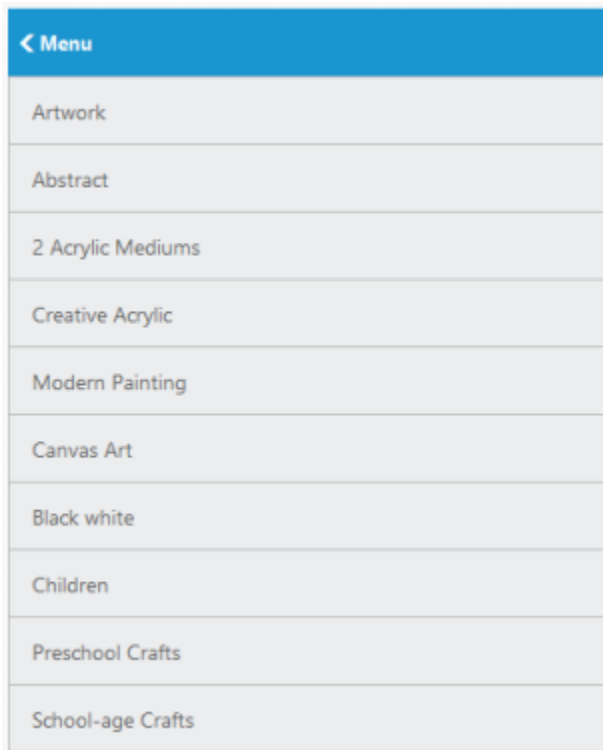 Menu
Artwork
Abstract
2 Acrylic Mediums
Creative Acrylic
Modern Painting
Canvas Art
Black white
Children
Preschool Crafts
School-age Crafts